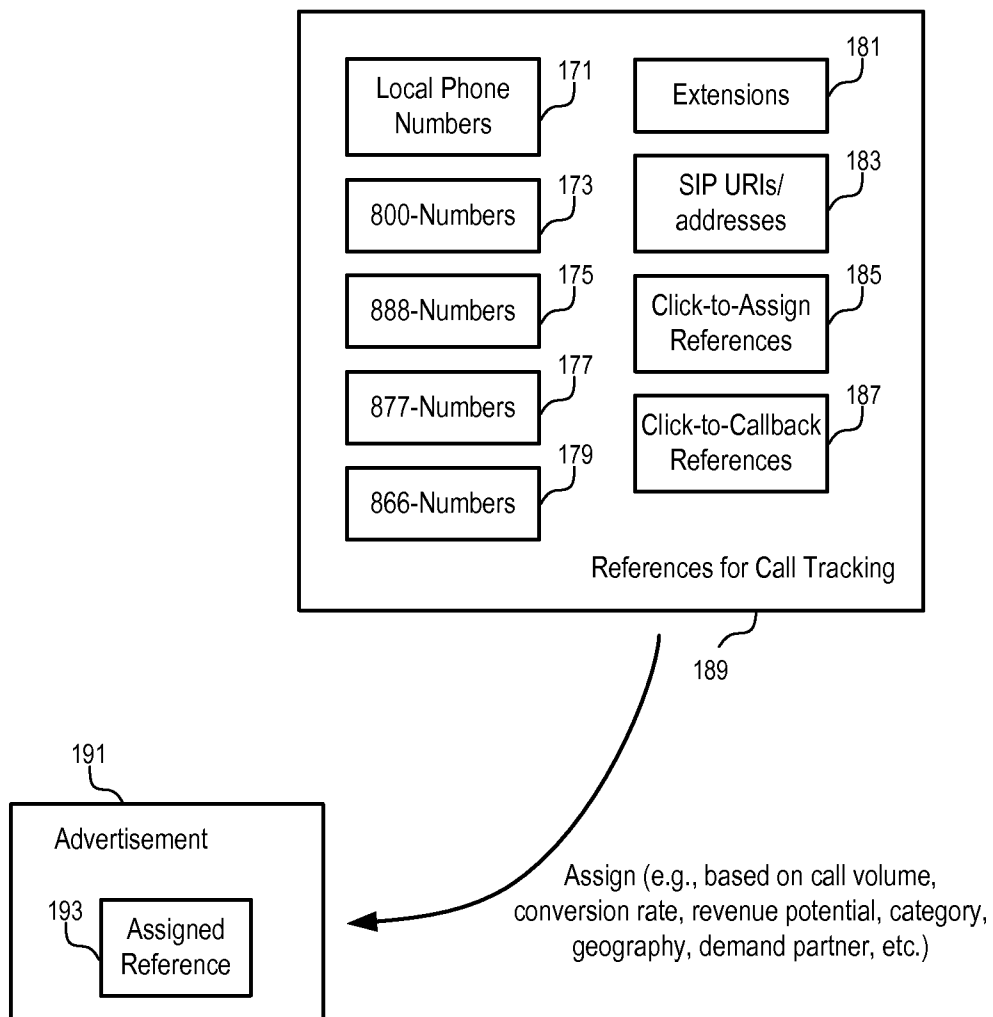 Local Phone
Numbers
171
800-Numbers
173
888-Numbers
175
877-Numbers
177
866-Numbers
179
Extensions
181
SIP URIs/
addresses
183
Click-to-Assign
References
185
Click-to-Callback
References
187
References for Call Tracking
189
191
Advertisement
193
Assigned
Reference
Assign (e.g., based on call volume,
conversion rate, revenue potential, category,
geography, demand partner, etc.)